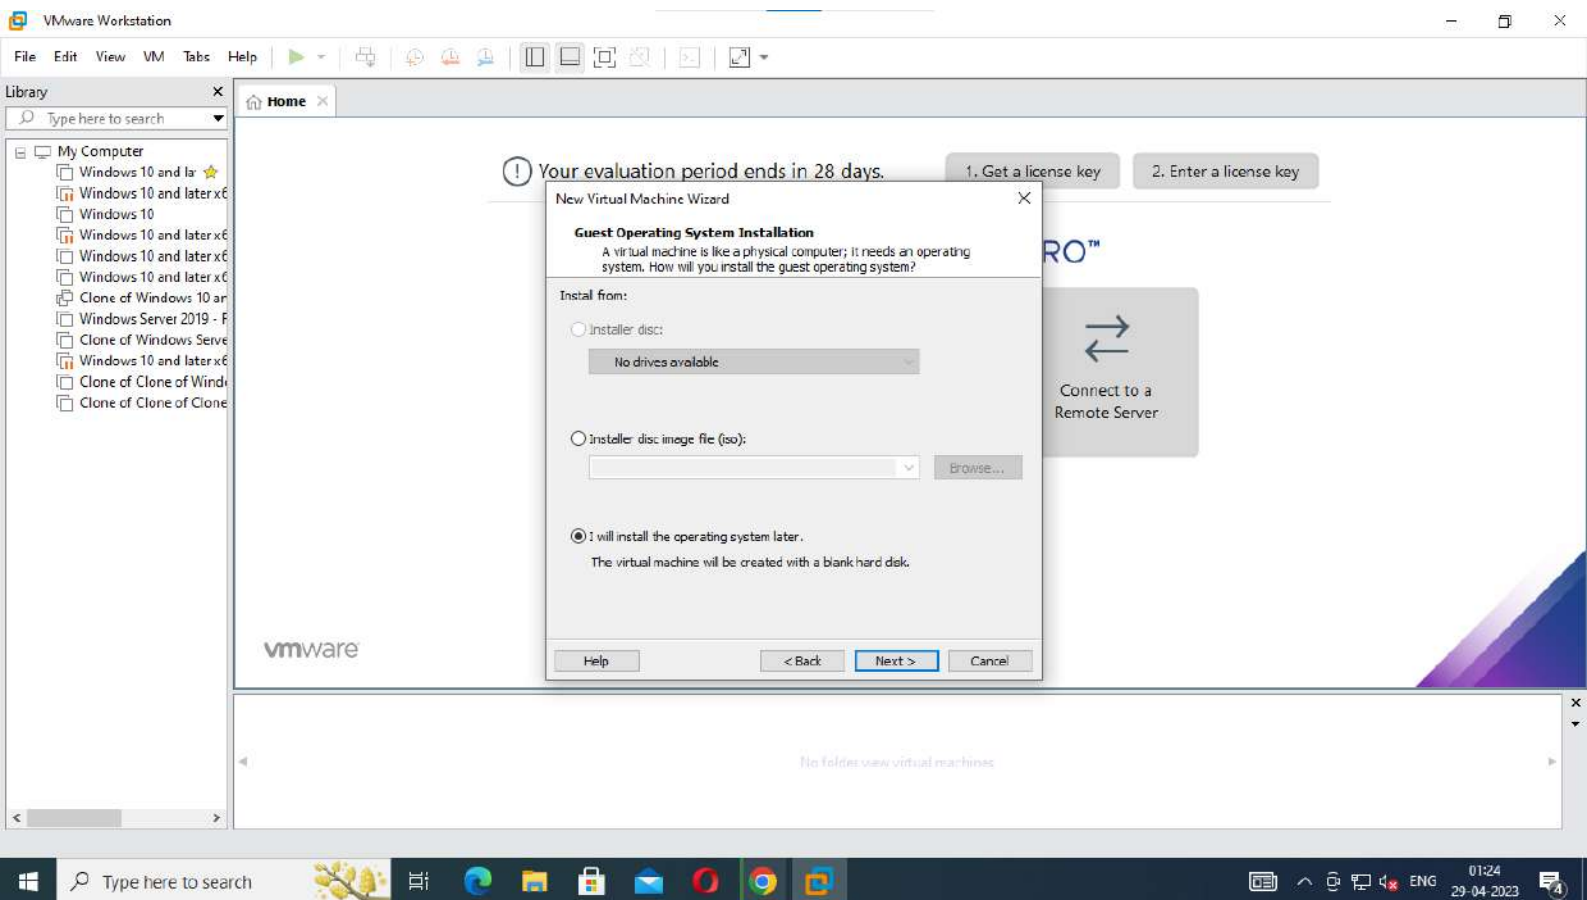 VMware Workstation
File Edit View VM Tabs Help
Library
Type here to search
My Computer
Windows 10 and la
Windows 10 and later x6
Windows 10
Windows 10 and later x6
Windows 10 and later x6
Windows 10 and later x6
Clone of Windows 10 an
Windows Server 2019 - F
Clone of Windows Serve
Windows 10 and later x6
Clone of Clone of Windo
Clone of Clone of Clone
Home
Your evaluation period ends in 28 days.
1. Get a license key
2. Enter a license key
RO™
Connect to a
Remote Server
New Virtual Machine Wizard
Guest Operating System Installation
A virtual machine is like a physical computer; it needs an operating
system. How will you install the guest operating system?
Install from:
Installer disc:
No drives available
Installer disc image file (iso):
Browse...
I will install the operating system later.
The virtual machine will be created with a blank hard disk.
Help
< Back
Next >
Cancel
vmware
No folder view virtual machines
Type here to search
ENG
01:24
29-04-2023
4